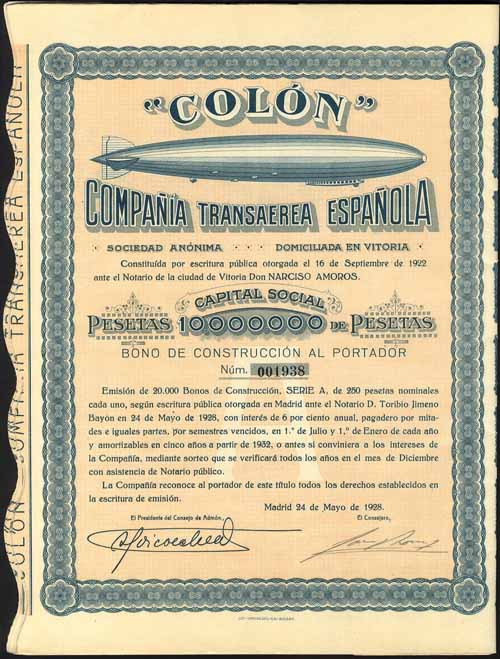 "COLÓN"
COMPAÑIA TRANSAEREA ESPAÑOLA
SOCIEDAD ANÓNIMA · · · DOMICILIADA EN VITORIA
Constituída por escritura pública otorgada el 16 de Septiembre de 1922
ante el Notario de la ciudad de Vitoria Don NARCISO AMOROS.
CAPITAL SOCIAL
PESETAS 10000000 DE PESETAS
BONO DE CONSTRUCCIÓN AL PORTADOR
Núm. 001938
Emisión de 20.000 Bonos de Construcción, SERIE A, de 250 pesetas nominales
cada uno, según escritura pública otorgada en Madrid ante el Notario D. Toribio Jimeno
Bayón en 24 de Mayo de 1928, con interés de 6 por ciento anual, pagadero por mita-
des e iguales partes, por semestres vencidos, en 1.º de Julio y 1.º de Enero de cada año
y amortizables en cinco años a partir de 1932, o antes si conviniera a los intereses de
la Compañía, mediante sorteo que se verificará todos los años en el mes de Diciembre
con asistencia de Notario público.
La Compañía reconoce al portador de este título todos los derechos establecidos en
la escritura de emisión.
Madrid 24 de Mayo de 1928.
El Presidente del Consejo de Admón.
El Consejero,
COLÓN COMPAÑIA TRANSAEREA ESPAÑOLA